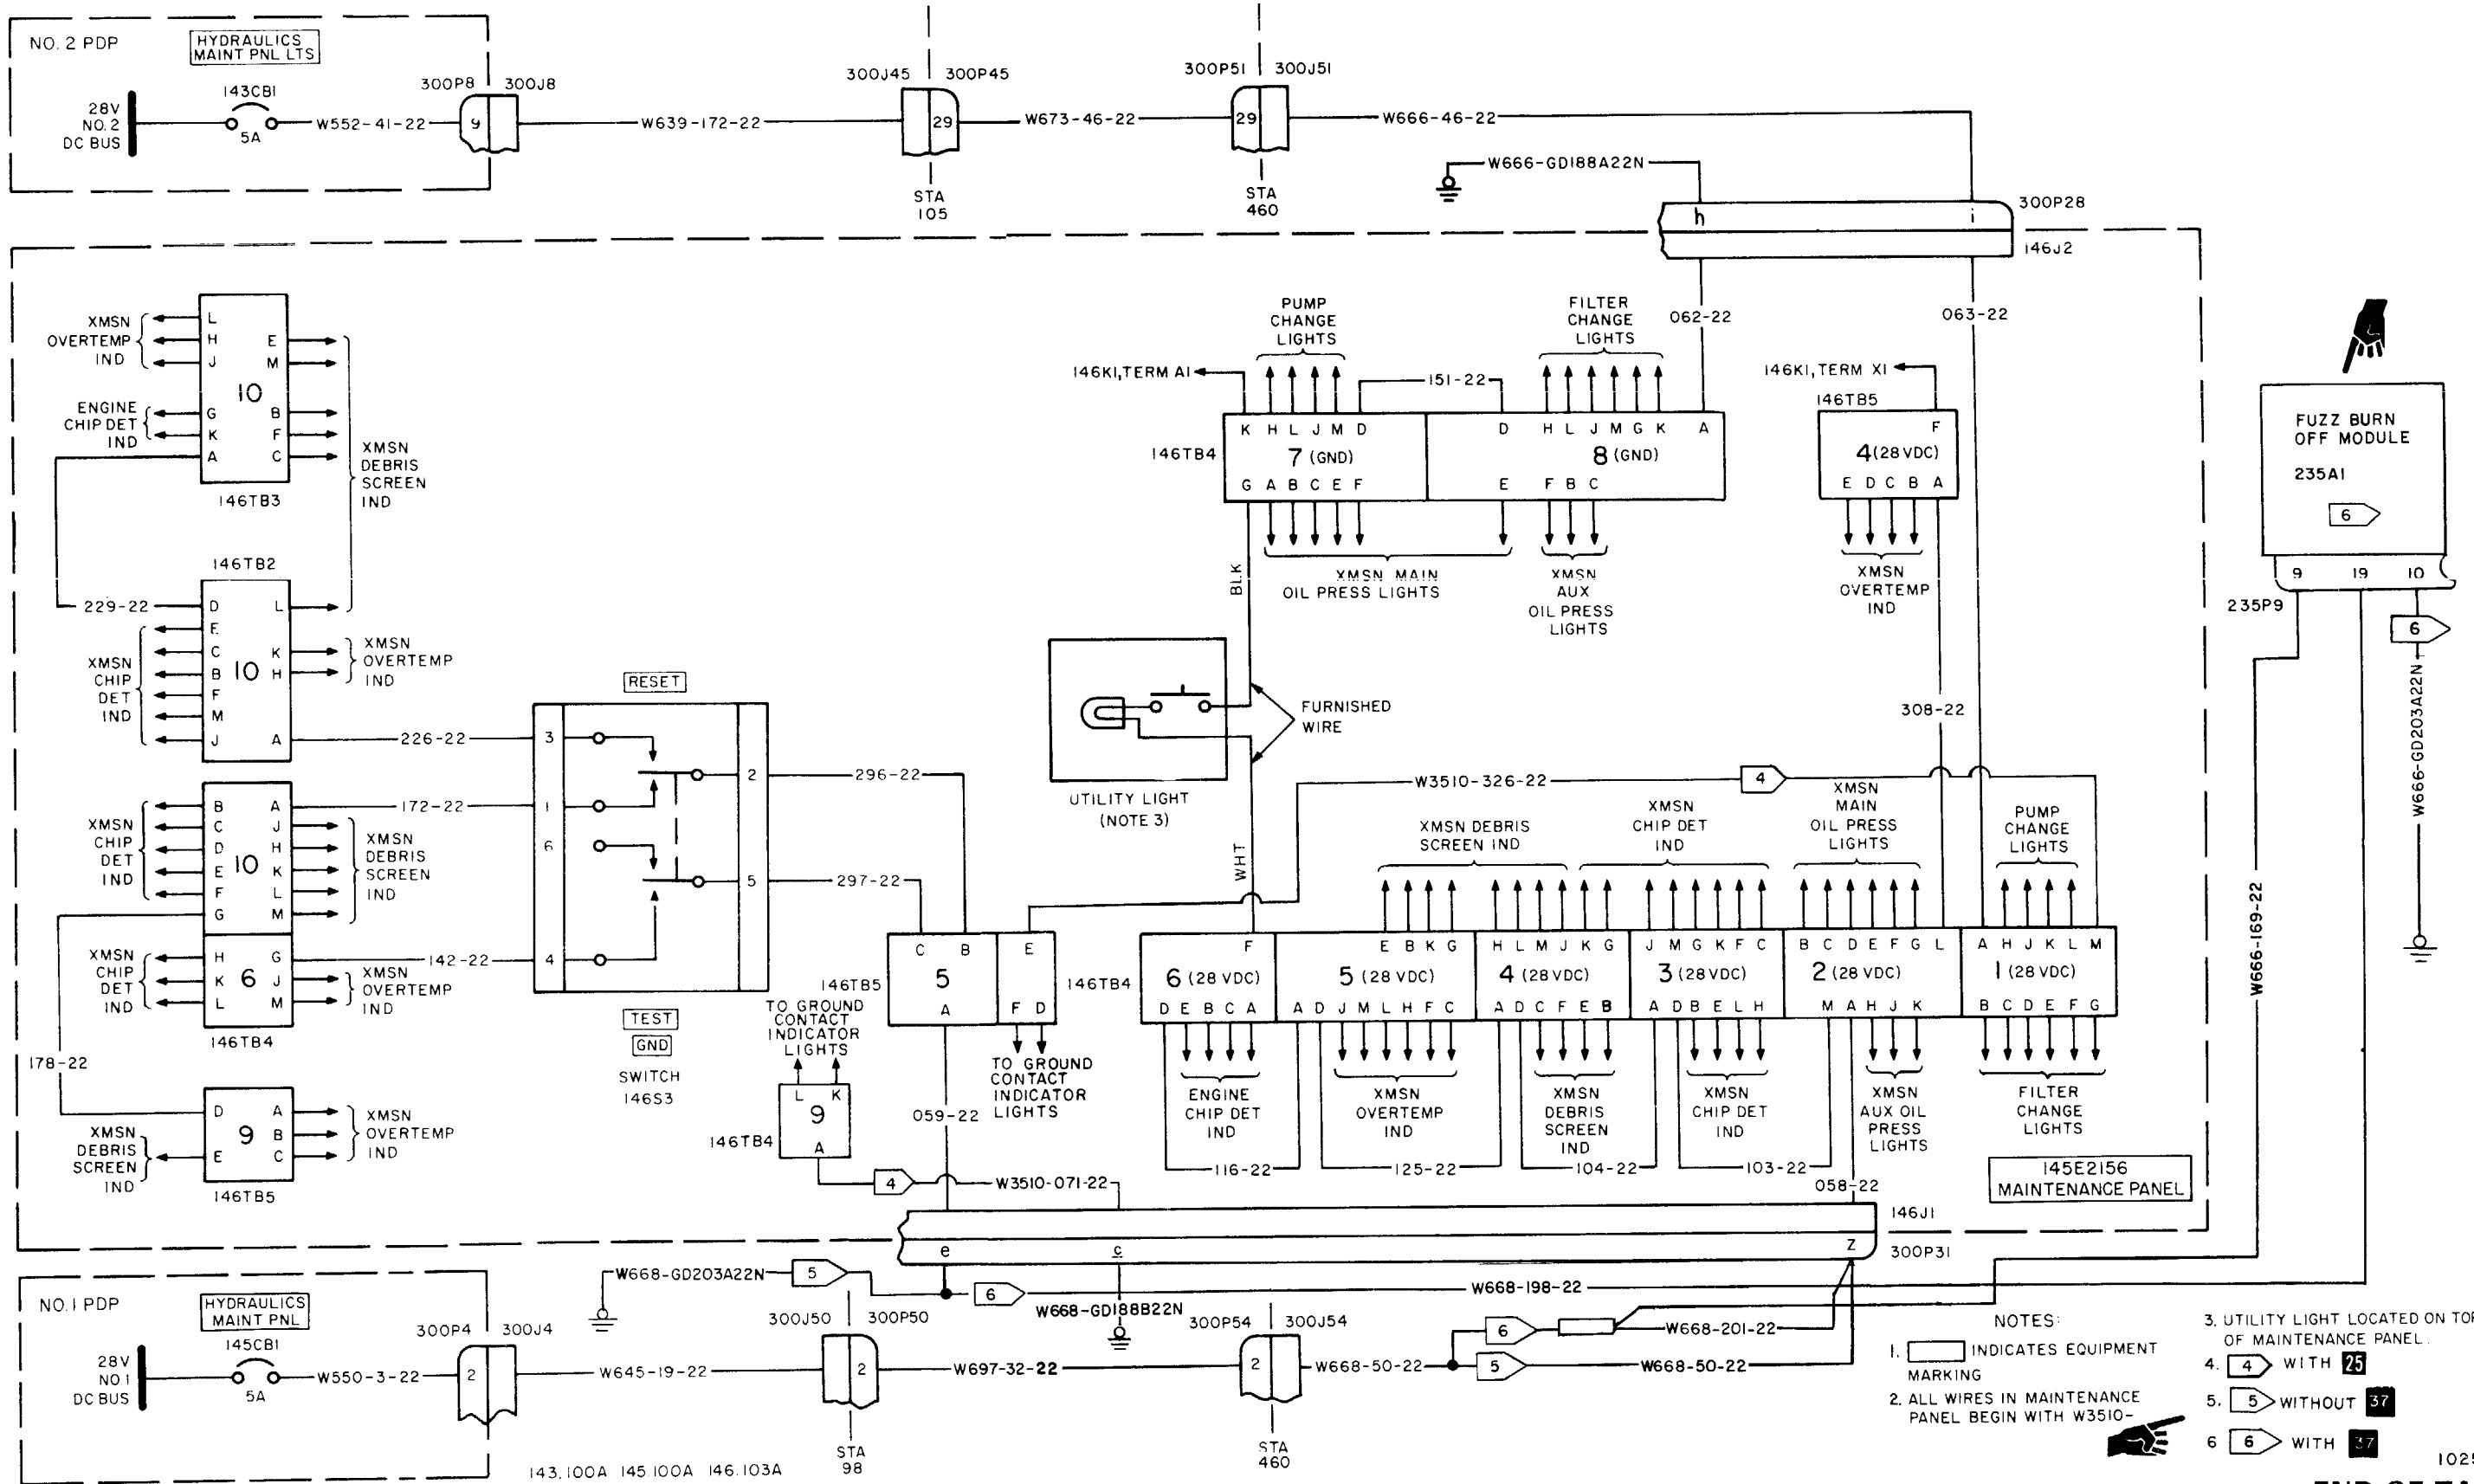 NO. 2 PDP
HYDRAULICS
MAINT PNL LTS
28V
NO. 2
DC BUS
143CB1
5A
W552-41-22
300P8
300J8
9
W639-172-22
300J45
300P45
29
STA
105
W673-46-22
300P51
300J51
29
STA
460
W666-46-22
W666-GD188A22N
h
i
300P28
146J2
062-22
063-22
XMSN
OVERTEMP
IND
L
H
J
E
M
10
ENGINE
CHIP DET
IND
G
K
A
B
F
C
XMSN
DEBRIS
SCREEN
IND
146TB3
229-22
146TB2
D
E
C
B
F
M
J
L
K
H
A
10
XMSN
CHIP
DET
IND
XMSN
OVERTEMP
IND
226-22
B
C
D
E
F
G
A
J
H
K
L
M
10
XMSN
CHIP
DET
IND
XMSN
DEBRIS
SCREEN
IND
172-22
H
K
L
G
J
M
6
XMSN
CHIP
DET
IND
XMSN
OVERTEMP
IND
142-22
146TB4
178-22
D
E
A
B
C
9
XMSN
DEBRIS
SCREEN
IND
XMSN
OVERTEMP
IND
146TB5
RESET
3
1
6
4
2
5
TEST
GND
SWITCH
146S3
296-22
297-22
C B E
5
A F D
146TB5
TO GROUND
CONTACT
INDICATOR
LIGHTS
TO GROUND
CONTACT
INDICATOR
LIGHTS
L K
9
A
146TB4
059-22
4
W3510-071-22
PUMP
CHANGE
LIGHTS
FILTER
CHANGE
LIGHTS
146K1, TERM A1
151-22
146TB4
K H L J M D
7 (GND)
G A B C E F
D H L J M G K A
8 (GND)
E F B C
XMSN MAIN
OIL PRESS LIGHTS
XMSN
AUX
OIL PRESS
LIGHTS
146K1, TERM X1
146TB5
F
4 (28 VDC)
E D C B A
XMSN
OVERTEMP
IND
308-22
BLK
WHT
FURNISHED
WIRE
UTILITY LIGHT
(NOTE 3)
W3510-326-22
4
XMSN DEBRIS
SCREEN IND
XMSN
CHIP DET
IND
XMSN
MAIN
OIL PRESS
LIGHTS
PUMP
CHANGE
LIGHTS
146TB4
F
6 (28 VDC)
D E B C A
E B K G
5 (28 VDC)
A D J M L H F C
H L M J K G
4 (28 VDC)
A D C F E B
J M G K F C
3 (28 VDC)
A D B E L H
B C D E F G L
2 (28 VDC)
M A H J K
A H J K L M
1 (28 VDC)
B C D E F G
ENGINE
CHIP DET
IND
XMSN
OVERTEMP
IND
XMSN
DEBRIS
SCREEN
IND
XMSN
CHIP DET
IND
XMSN
AUX OIL
PRESS
LIGHTS
FILTER
CHANGE
LIGHTS
116-22
125-22
104-22
103-22
058-22
145E2156
MAINTENANCE PANEL
146J1
e
c
Z
300P31
FUZZ BURN
OFF MODULE
235A1
6
9 19 10
235P9
6
W666-GD203A22N
W666-169-22
NO. 1 PDP
HYDRAULICS
MAINT PNL
28V
NO.1
DC BUS
145CB1
5A
W550-3-22
300P4
300J4
2
W645-19-22
W668-GD203A22N
5
6
W668-198-22
W668-GD188B22N
300J50
300P50
2
STA
98
W697-32-22
300P54
300J54
2
STA
460
W668-50-22
6
W668-201-22
5
W668-50-22
143.100A 145.100A 146.103A
NOTES:
1. INDICATES EQUIPMENT
MARKING
2. ALL WIRES IN MAINTENANCE
PANEL BEGIN WITH W3510-
3. UTILITY LIGHT LOCATED ON TOP
OF MAINTENANCE PANEL.
4. 4 WITH 25
5. 5 WITHOUT 37
6 6 WITH 37